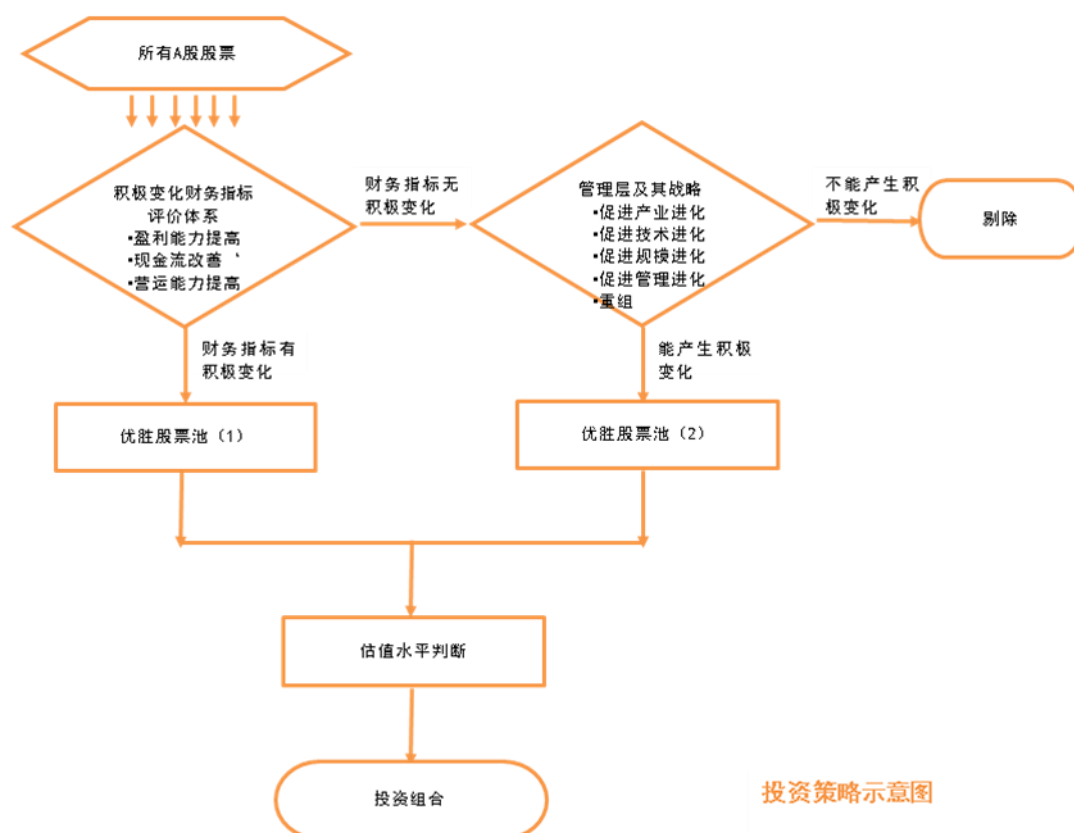 所有A股股票
积极变化财务指标
评价体系
▪盈利能力提高
▪现金流改善 、
▪营运能力提高
财务指标无
积极变化
管理层及其战略
▪促进产业进化
▪促进技术进化
▪促进规模进化
▪促进管理进化
▪重组
不能产生积
极变化
剔除
财务指标有
积极变化
能产生积极
变化
优胜股票池（1）
优胜股票池（2）
估值水平判断
投资组合
投资策略示意图